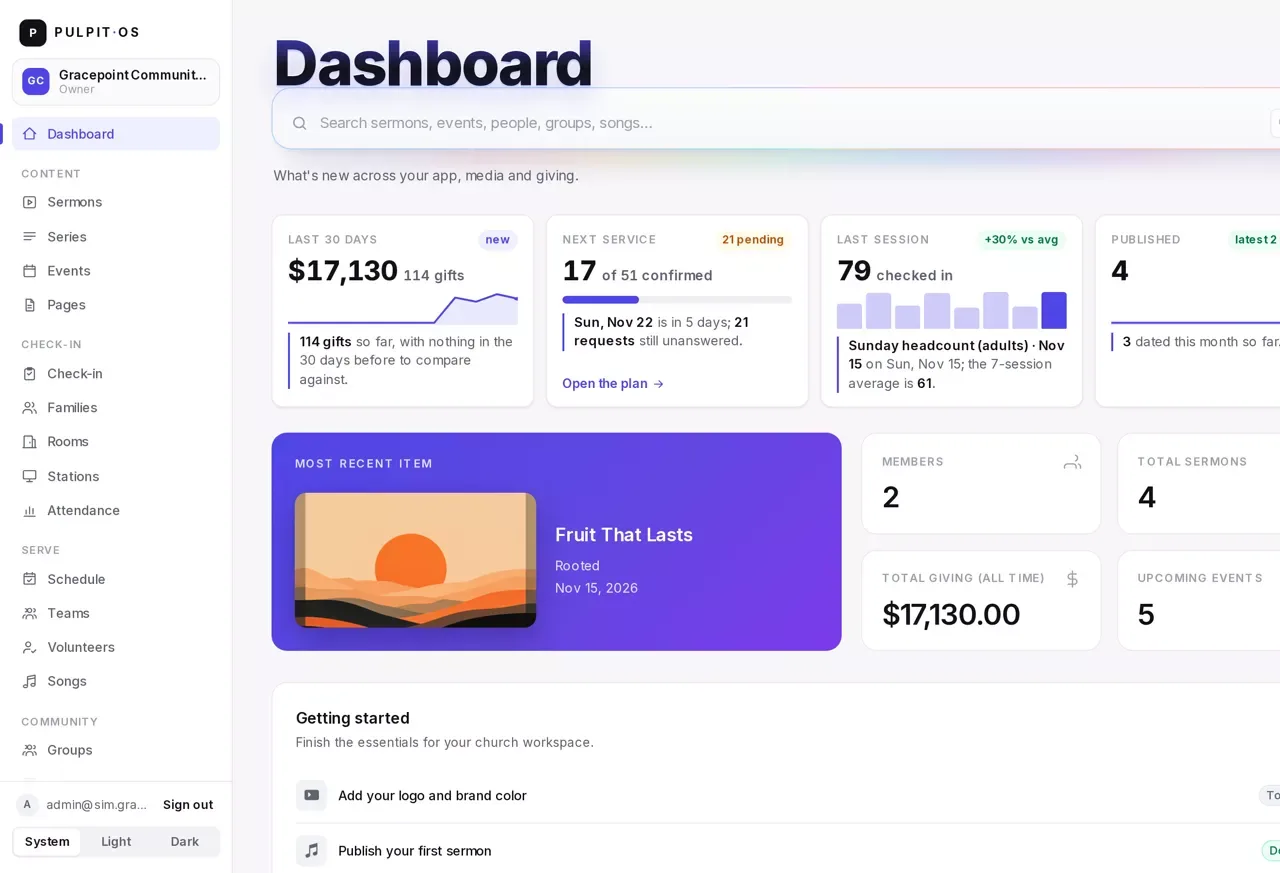 P PULPIT·OS
GC Gracepoint Communit...
Owner
Dashboard
CONTENT
Sermons
Series
Events
Pages
CHECK-IN
Check-in
Families
Rooms
Stations
Attendance
SERVE
Schedule
Teams
Volunteers
Songs
COMMUNITY
Groups
A admin@sim.gra... Sign out
System Light Dark
Dashboard
Search sermons, events, people, groups, songs...
What's new across your app, media and giving.
LAST 30 DAYS new
$17,130 114 gifts
114 gifts so far, with nothing in the
30 days before to compare
against.
NEXT SERVICE 21 pending
17 of 51 confirmed
Sun, Nov 22 is in 5 days; 21
requests still unanswered.
Open the plan →
LAST SESSION +30% vs avg
79 checked in
Sunday headcount (adults) · Nov
15 on Sun, Nov 15; the 7-session
average is 61.
PUBLISHED latest 2
4
3 dated this month so far.
MOST RECENT ITEM
Fruit That Lasts
Rooted
Nov 15, 2026
MEMBERS
2
TOTAL SERMONS
4
TOTAL GIVING (ALL TIME)
$17,130.00
UPCOMING EVENTS
5
Getting started
Finish the essentials for your church workspace.
Add your logo and brand color
Publish your first sermon